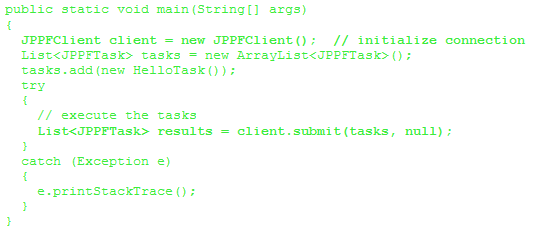 public static void main(String[] args)
{
  JPPFClient client = new JPPFClient();  // initialize connection
  List<JPPFTask> tasks = new ArrayList<JPPFTask>();
  tasks.add(new HelloTask());
  try
  {
    // execute the tasks
    List<JPPFTask> results = client.submit(tasks, null);
  }
  catch (Exception e)
  {
    e.printStackTrace();
  }
}